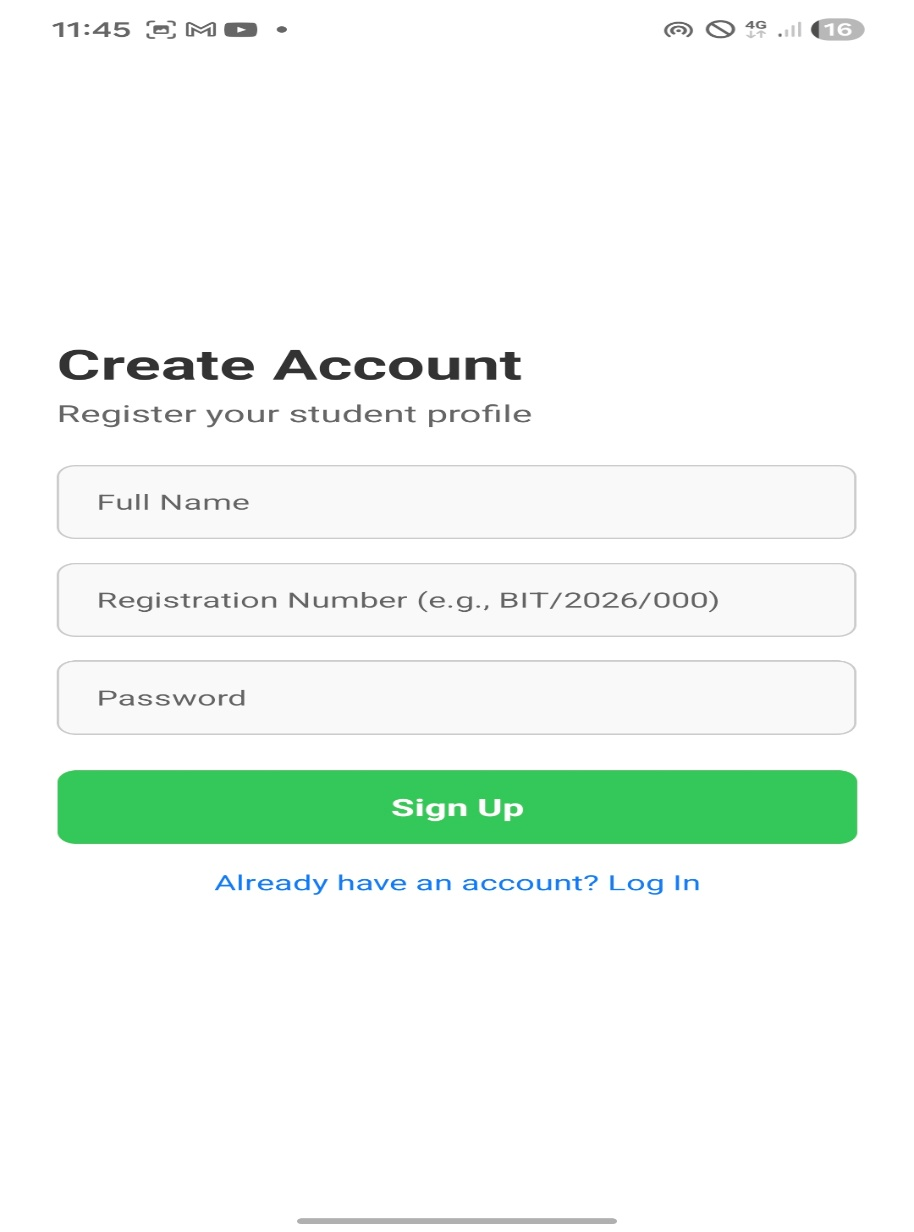 11:45
4G
16
Create Account
Register your student profile
Full Name
Registration Number (e.g., BIT/2026/000)
Password
Sign Up
Already have an account? Log In